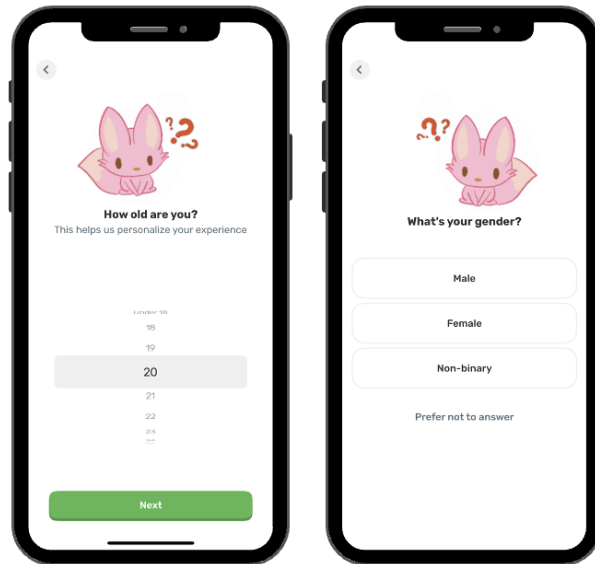 ??
?
How old are you?
This helps us personalize your experience
Under 18
18
19
20
21
22
23
Next
???
What's your gender?
Male
Female
Non-binary
Prefer not to answer